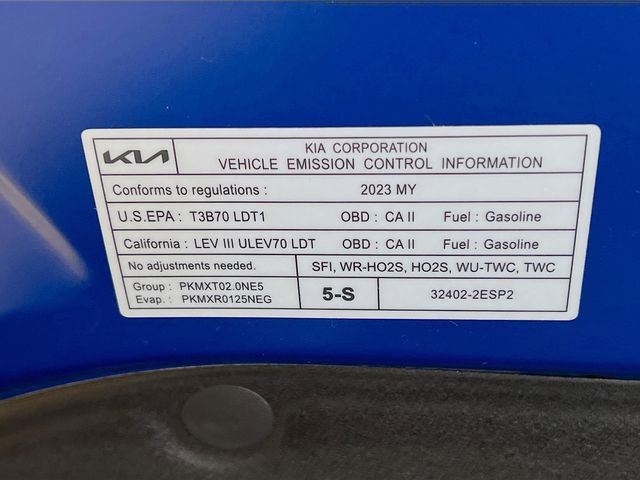 KIA
KIA CORPORATION
VEHICLE EMISSION CONTROL INFORMATION
Conforms to regulations : 2023 MY
U.S.EPA : T3B70 LDT1 OBD : CA II Fuel : Gasoline
California : LEV III ULEV70 LDT OBD : CA II Fuel : Gasoline
No adjustments needed. SFI, WR-HO2S, HO2S, WU-TWC, TWC
Group : PKMXT02.0NE5
Evap. : PKMXR0125NEG
5-S
32402-2ESP2